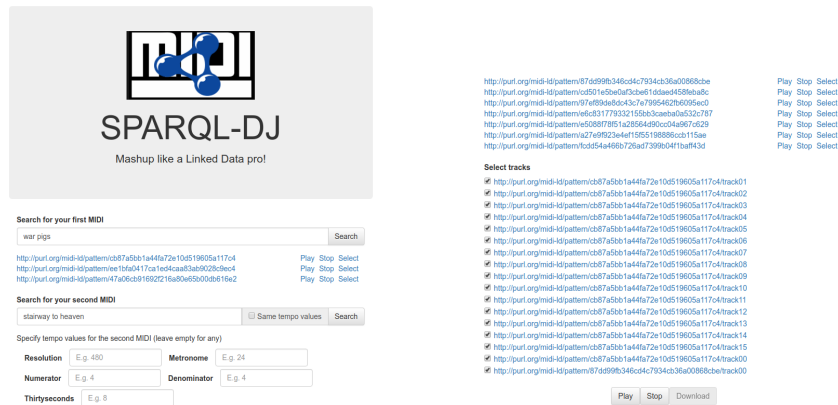 MIDI
SPARQL-DJ
Mashup like a Linked Data pro!
Search for your first MIDI
war pigs Search
http://purl.org/midi-ld/pattern/cb87a5bb1a44fa72e10d519605a117c4 Play Stop Select
http://purl.org/midi-ld/pattern/ee1bfa0417ca1ed4caa83ab9028c9ec4 Play Stop Select
http://purl.org/midi-ld/pattern/47a06cb91692f216a80e65b00db616e2 Play Stop Select
Search for your second MIDI
stairway to heaven Same tempo values Search
Specify tempo values for the second MIDI (leave empty for any)
Resolution E.g. 480 Metronome E.g. 24
Numerator E.g. 4 Denominator E.g. 4
Thirtyseconds E.g. 8
http://purl.org/midi-ld/pattern/87dd99fb346cd4c7934cb36a00868cbe Play Stop Select
http://purl.org/midi-ld/pattern/cd501e5be0af3cbe61ddaed458feba8c Play Stop Select
http://purl.org/midi-ld/pattern/97ef89de8dc43c7e7995462fb6095ec0 Play Stop Select
http://purl.org/midi-ld/pattern/e6c831779332155bb3caeba0a532c787 Play Stop Select
http://purl.org/midi-ld/pattern/e5088f78f51a28564d90cc04a967c629 Play Stop Select
http://purl.org/midi-ld/pattern/a27e9f923e4ef15f55198886ccb115ae Play Stop Select
http://purl.org/midi-ld/pattern/fcdd54a466b726ad7399b04f1baff43d Play Stop Select
Select tracks
http://purl.org/midi-ld/pattern/cb87a5bb1a44fa72e10d519605a117c4/track01
http://purl.org/midi-ld/pattern/cb87a5bb1a44fa72e10d519605a117c4/track02
http://purl.org/midi-ld/pattern/cb87a5bb1a44fa72e10d519605a117c4/track03
http://purl.org/midi-ld/pattern/cb87a5bb1a44fa72e10d519605a117c4/track04
http://purl.org/midi-ld/pattern/cb87a5bb1a44fa72e10d519605a117c4/track05
http://purl.org/midi-ld/pattern/cb87a5bb1a44fa72e10d519605a117c4/track06
http://purl.org/midi-ld/pattern/cb87a5bb1a44fa72e10d519605a117c4/track07
http://purl.org/midi-ld/pattern/cb87a5bb1a44fa72e10d519605a117c4/track08
http://purl.org/midi-ld/pattern/cb87a5bb1a44fa72e10d519605a117c4/track09
http://purl.org/midi-ld/pattern/cb87a5bb1a44fa72e10d519605a117c4/track10
http://purl.org/midi-ld/pattern/cb87a5bb1a44fa72e10d519605a117c4/track11
http://purl.org/midi-ld/pattern/cb87a5bb1a44fa72e10d519605a117c4/track12
http://purl.org/midi-ld/pattern/cb87a5bb1a44fa72e10d519605a117c4/track13
http://purl.org/midi-ld/pattern/cb87a5bb1a44fa72e10d519605a117c4/track14
http://purl.org/midi-ld/pattern/cb87a5bb1a44fa72e10d519605a117c4/track15
http://purl.org/midi-ld/pattern/cb87a5bb1a44fa72e10d519605a117c4/track00
http://purl.org/midi-ld/pattern/87dd99fb346cd4c7934cb36a00868cbe/track00
Play Stop Download